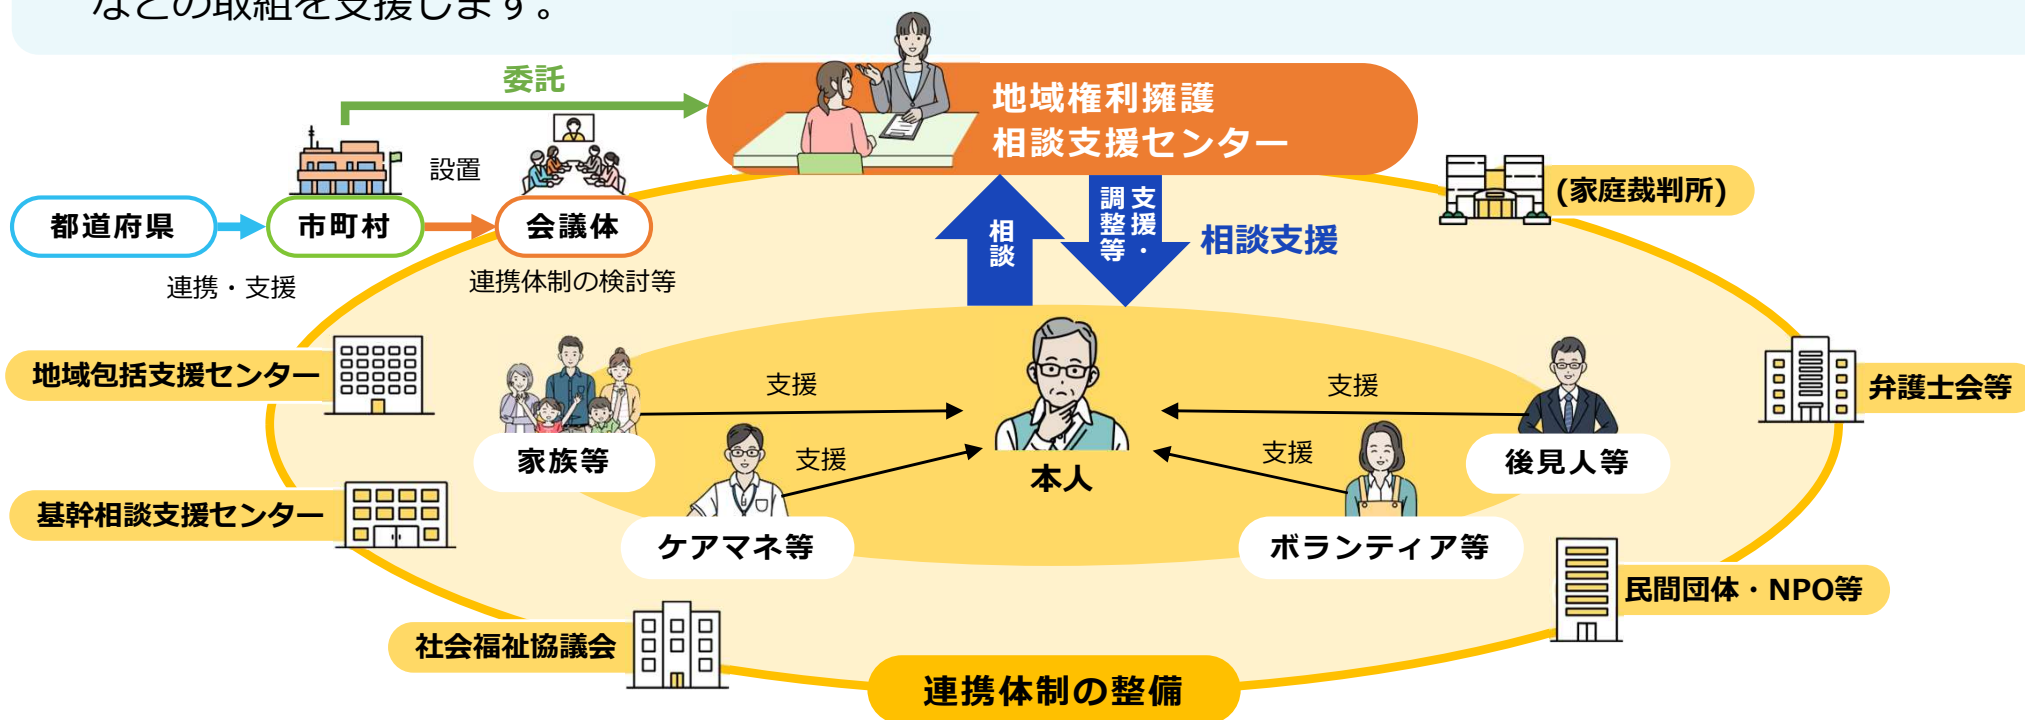 などの取組を支援します。
委託
地域権利擁護
相談支援センター
設置
(家庭裁判所)
都道府県
市町村
会議体
連携・支援
連携体制の検討等
相談
支援・
調整等
相談支援
地域包括支援センター
弁護士会等
支援
支援
家族等
支援
支援
後見人等
本人
基幹相談支援センター
ケアマネ等
ボランティア等
民間団体・NPO等
社会福祉協議会
連携体制の整備